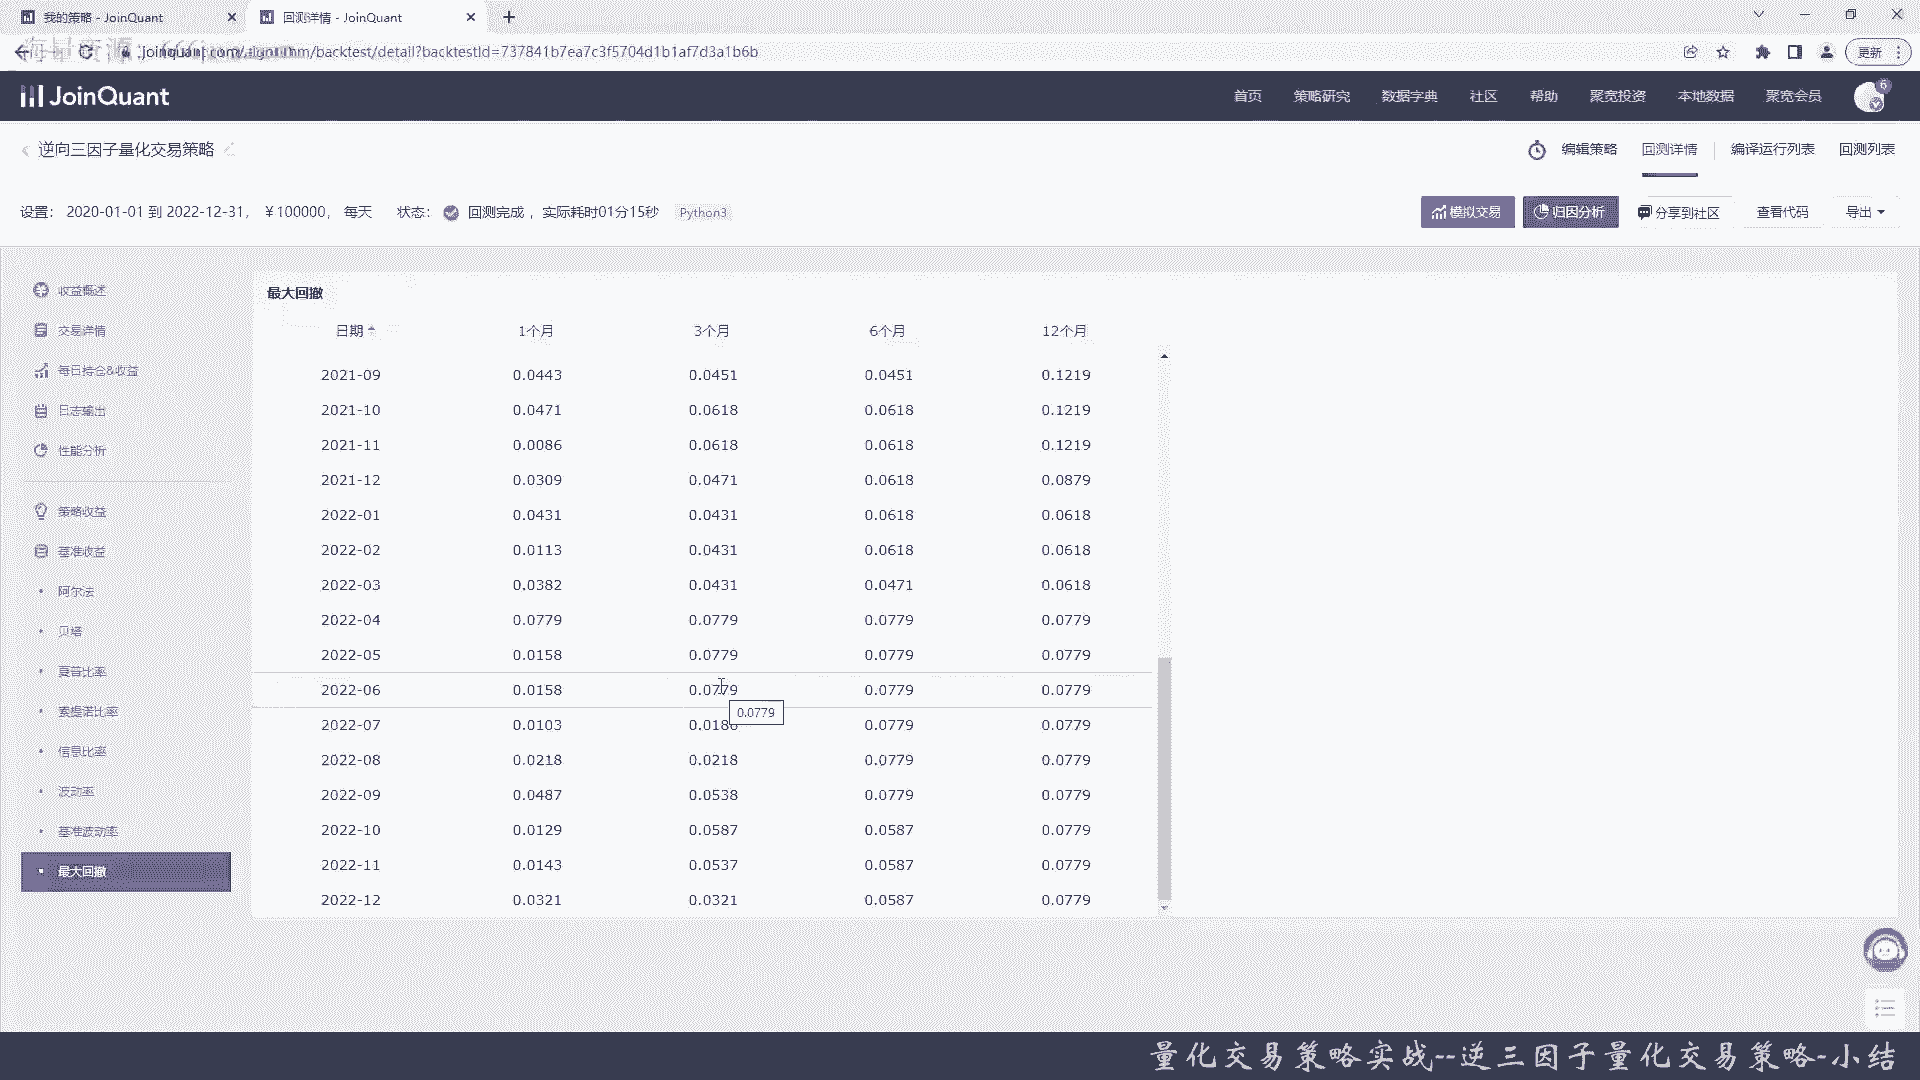 我的策略 - JoinQuant
回测详情 - JoinQuant
joinquant.com/algorithm/backtest/detail?backtestId=737841b7ea7c3f5704d1b1af7d3a1b6b
更新
JoinQuant
首页 策略研究 数据字典 社区 帮助 聚宽投资 本地数据 聚宽会员 6
逆向三因子量化交易策略
编辑策略 回测详情 编译运行列表 回测列表
设置: 2020-01-01 到 2022-12-31, ¥100000, 每天 状态: 回测完成, 实际耗时01分15秒 Python3
模拟交易 归因分析 分享到社区 查看代码 导出
收益概述
交易详情
每日持仓&收益
日志输出
性能分析
策略收益
基准收益
阿尔法
贝塔
夏普比率
索提诺比率
信息比率
波动率
基准波动率
最大回撤
最大回撤
日期 1个月 3个月 6个月 12个月
2021-09 0.0443 0.0451 0.0451 0.1219
2021-10 0.0471 0.0618 0.0618 0.1219
2021-11 0.0086 0.0618 0.0618 0.1219
2021-12 0.0309 0.0471 0.0618 0.0879
2022-01 0.0431 0.0431 0.0618 0.0618
2022-02 0.0113 0.0431 0.0618 0.0618
2022-03 0.0382 0.0431 0.0471 0.0618
2022-04 0.0779 0.0779 0.0779 0.0779
2022-05 0.0158 0.0779 0.0779 0.0779
2022-06 0.0158 0.0779 0.0779 0.0779
0.0779
2022-07 0.0103 0.0186 0.0779 0.0779
2022-08 0.0218 0.0218 0.0779 0.0779
2022-09 0.0487 0.0538 0.0779 0.0779
2022-10 0.0129 0.0587 0.0587 0.0779
2022-11 0.0143 0.0537 0.0587 0.0779
2022-12 0.0321 0.0321 0.0587 0.0779
量化交易策略实战--逆三因子量化交易策略-小结